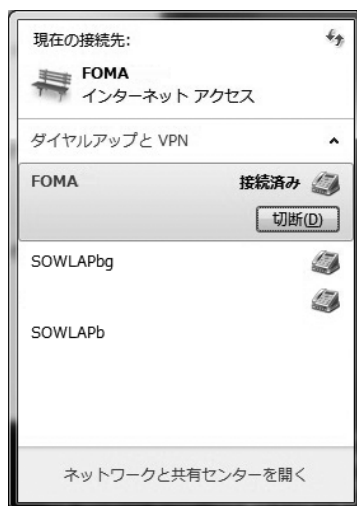 現在の接続先:
FOMA
インターネット アクセス
ダイヤルアップと VPN
FOMA 接続済み
切断(D)
SOWLAPbg
SOWLAPb
ネットワークと共有センターを開く